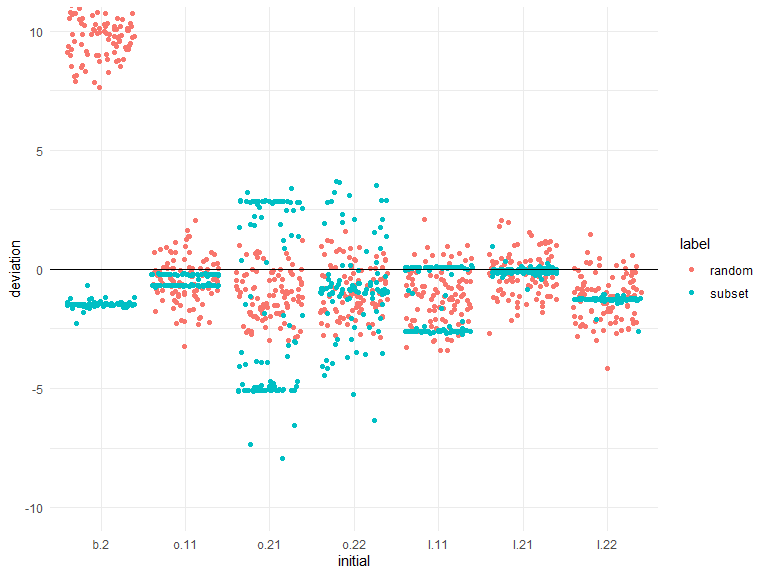 10
5
0
-5
-10
deviation
b.2 o.11 o.21 o.22 l.11 l.21 l.22
initial
label
random
subset